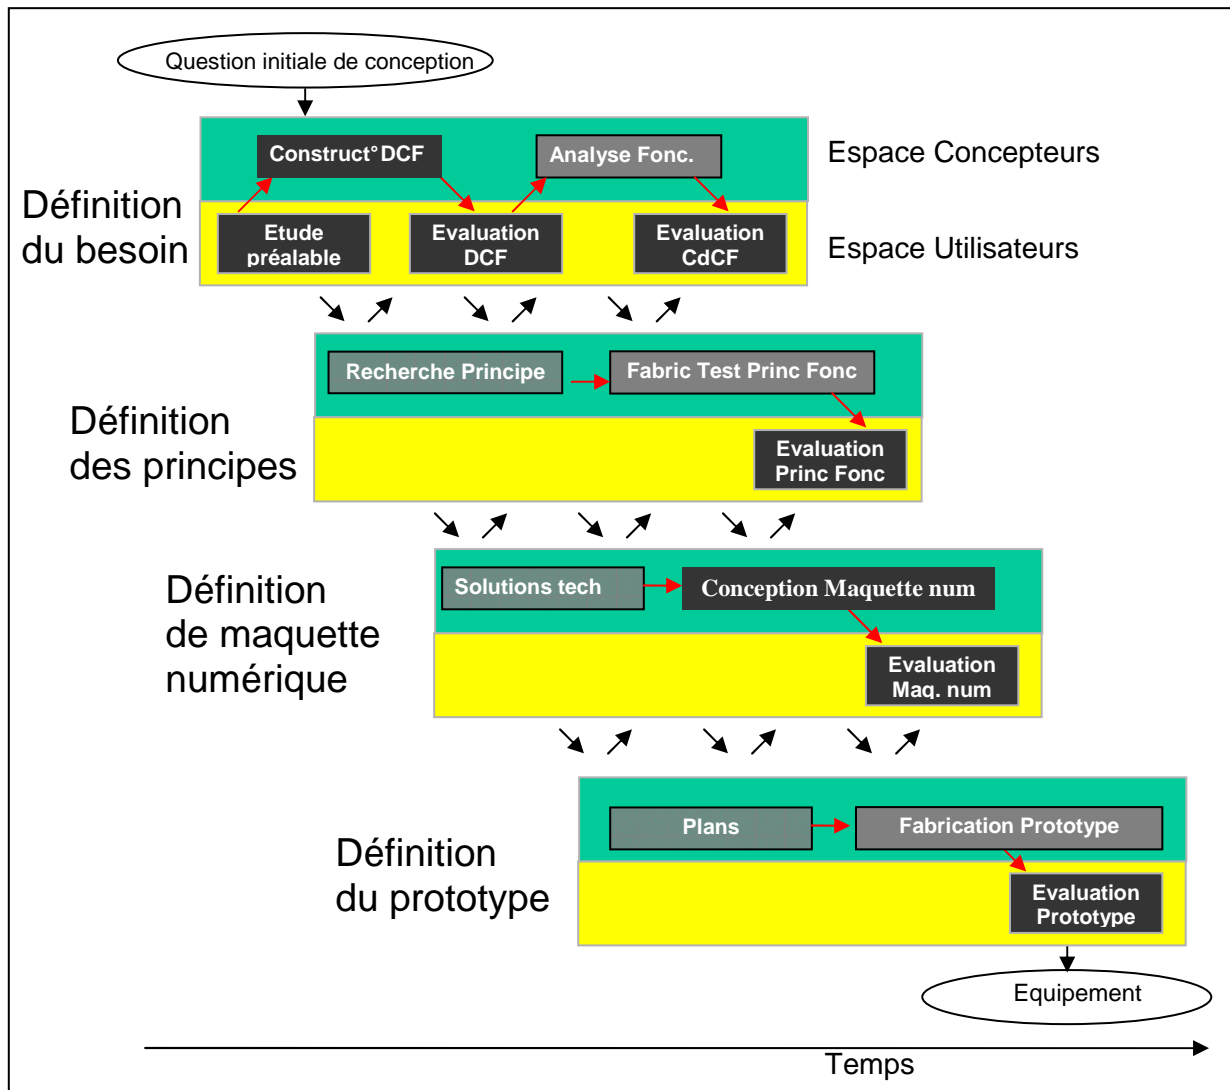 Question initiale de conception
Construct° DCF
Analyse Fonc.
Espace Concepteurs
Définition
du besoin
Etude
préalable
Evaluation
DCF
Evaluation
CdCF
Espace Utilisateurs
Recherche Principe
Fabric Test Princ Fonc
Définition
des principes
Evaluation
Princ Fonc
Solutions tech
Conception Maquette num
Définition
de maquette
numérique
Evaluation
Maq. num
Plans
Fabrication Prototype
Définition
du prototype
Evaluation
Prototype
Equipement
Temps